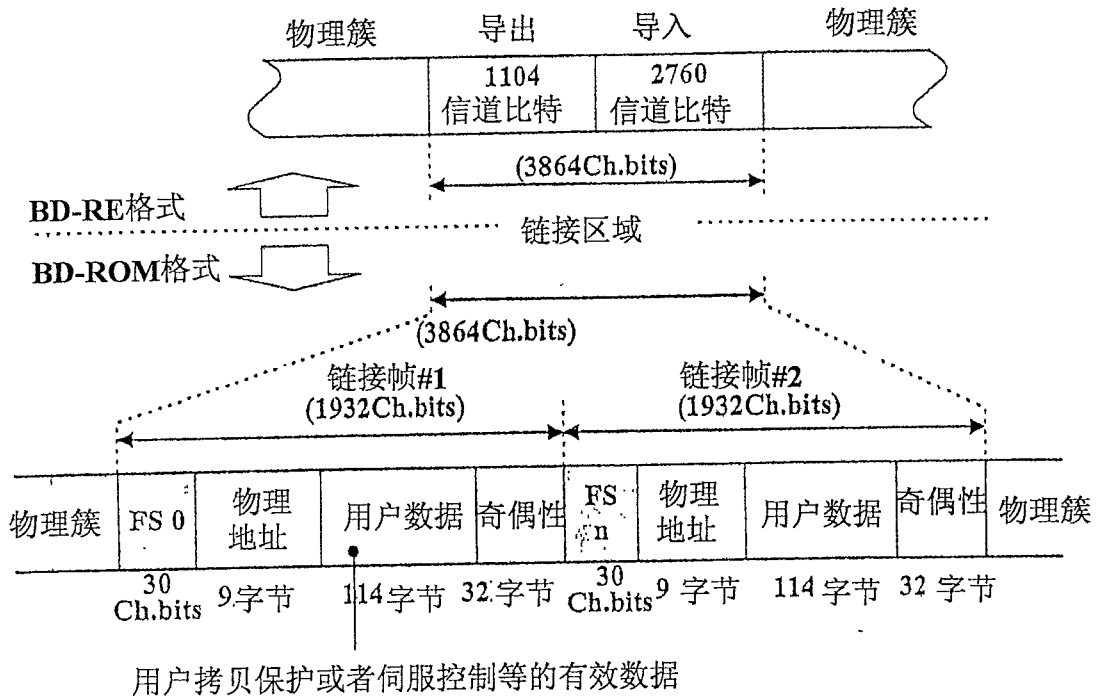 物理簇 导出 导入 物理簇
1104 2760
信道比特 信道比特
(3864Ch.bits)
BD-RE格式
链接区域
BD-ROM格式
(3864Ch.bits)
链接帧#1 链接帧#2
(1932Ch.bits) (1932Ch.bits)
物理簇 FS 0 物理地址 用户数据 奇偶性 FS n 物理地址 用户数据 奇偶性 物理簇
30 Ch.bits 9字节 114字节 32字节 30 Ch.bits 9字节 114字节 32字节
用户拷贝保护或者伺服控制等的有效数据